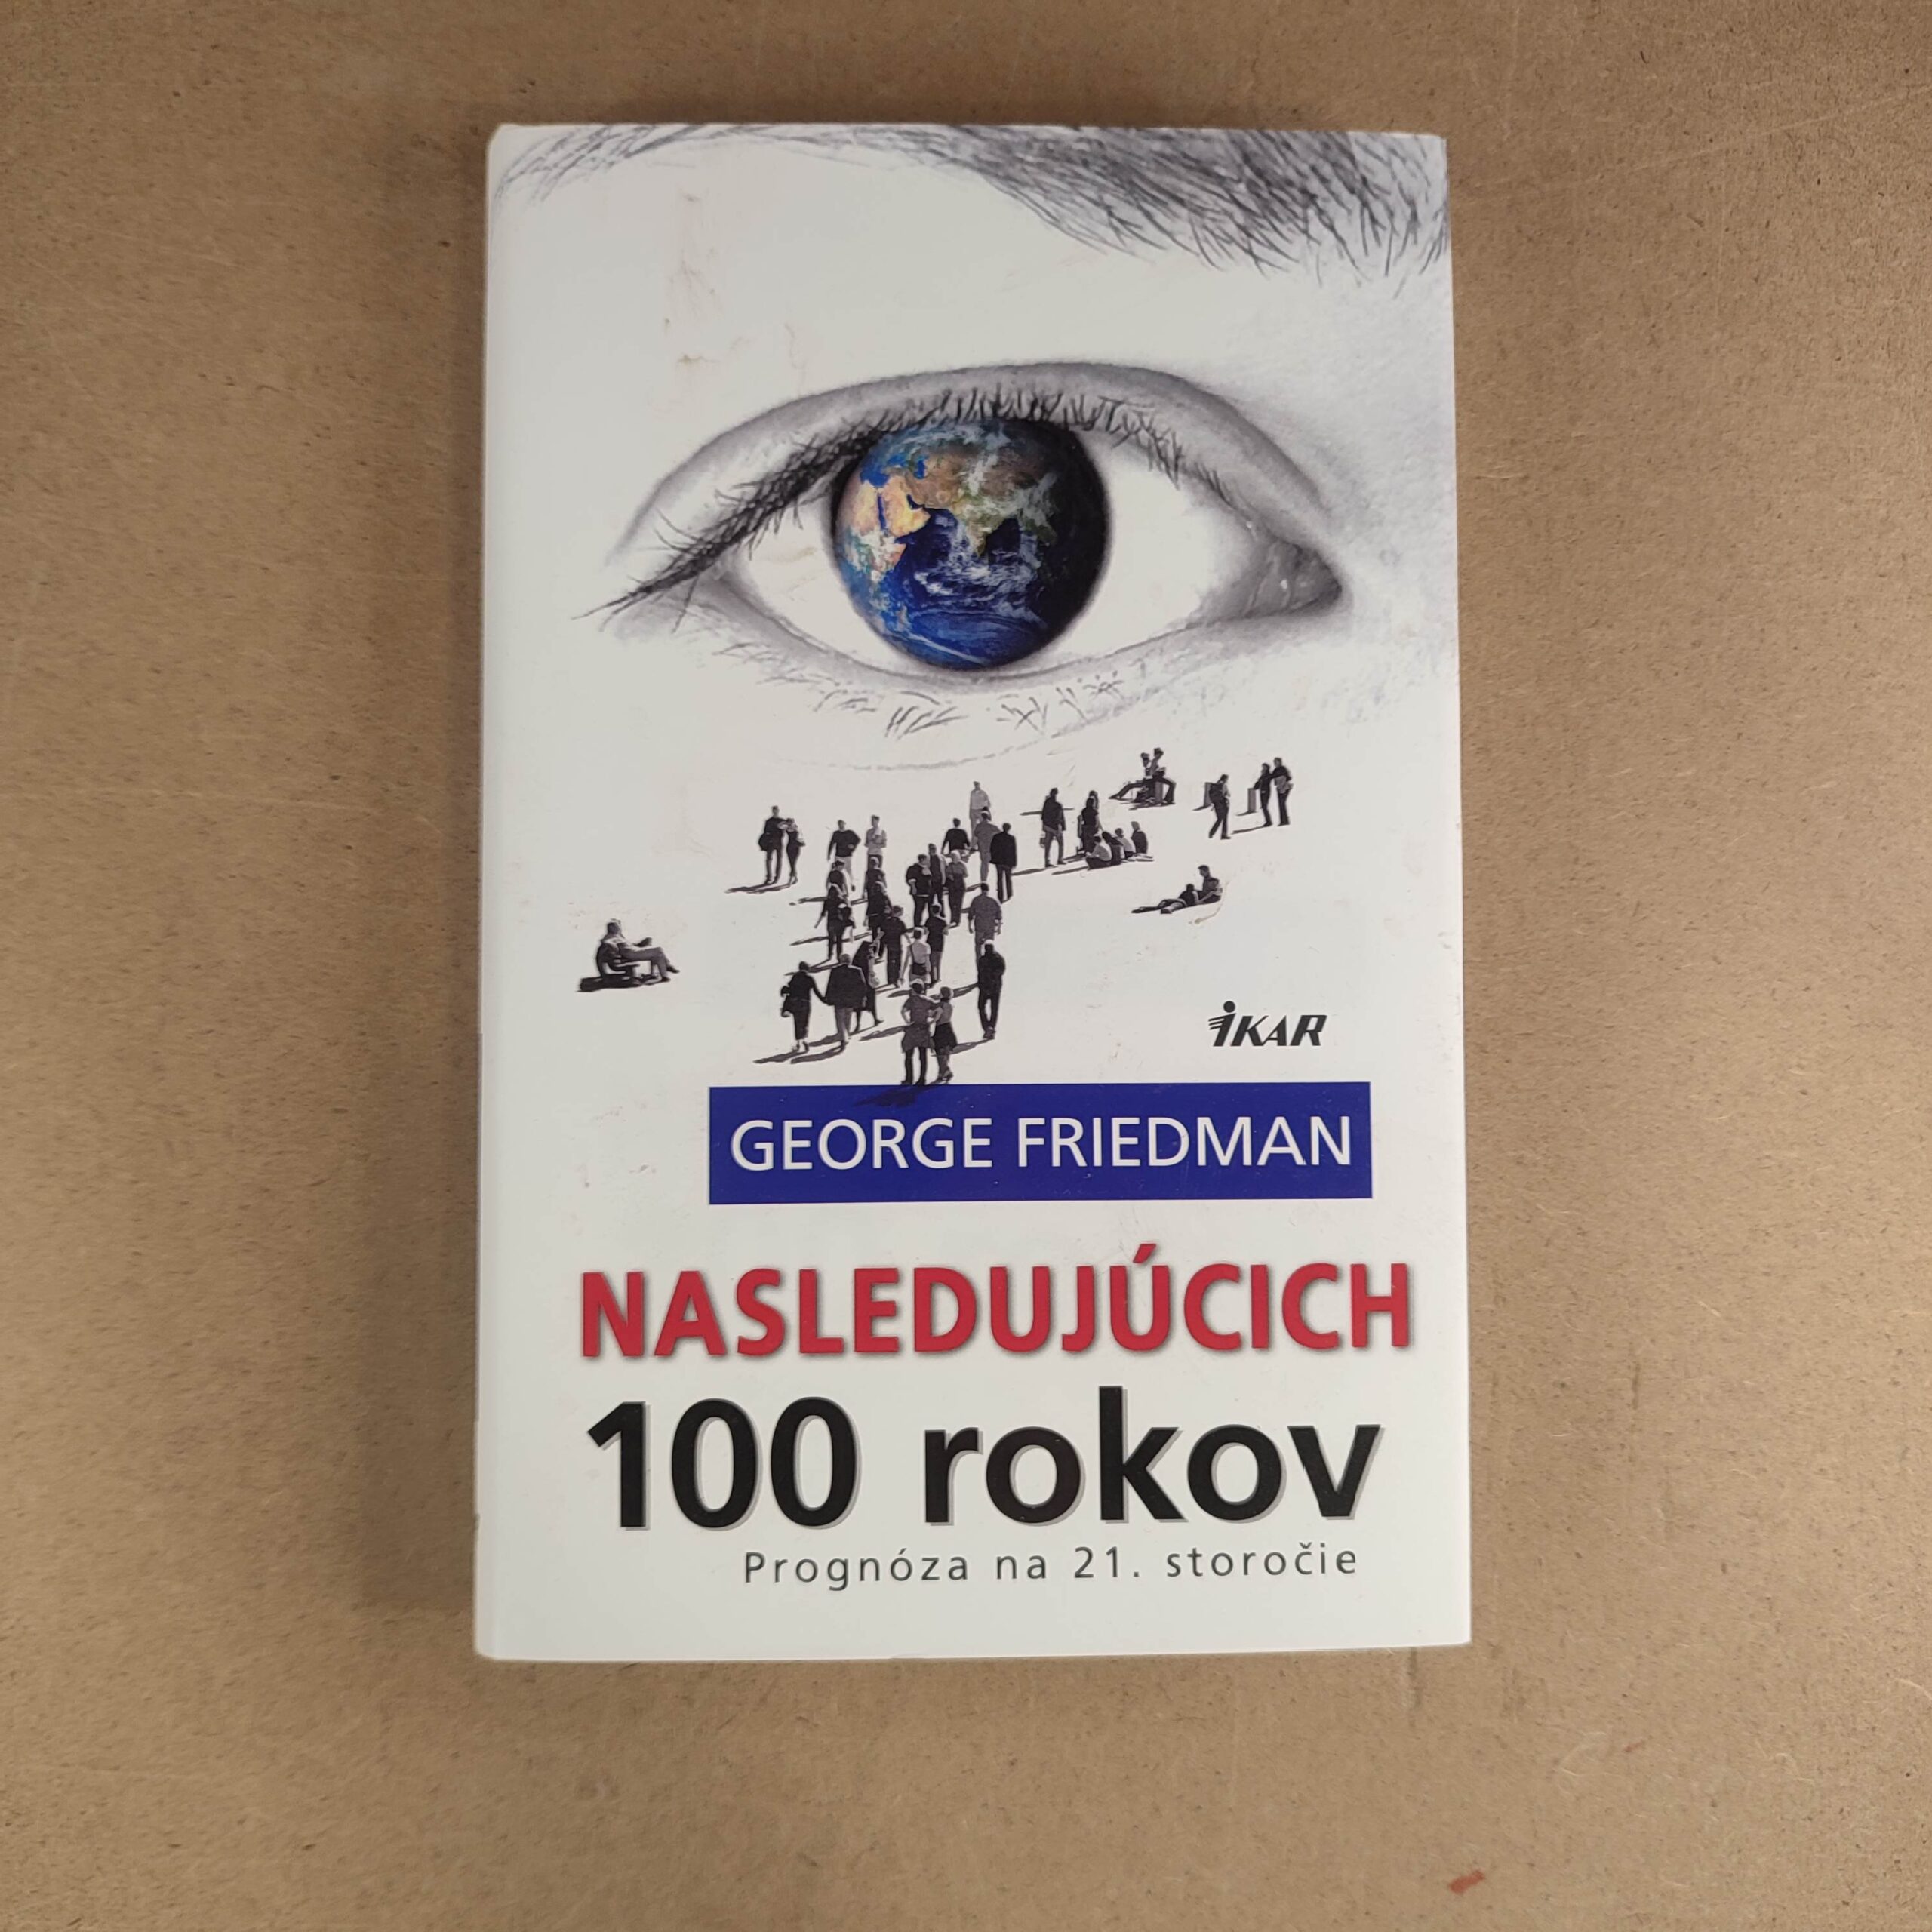 iKAR
GEORGE FRIEDMAN
NASLEDUJÚCICH
100 rokov
Prognóza na 21. storočie